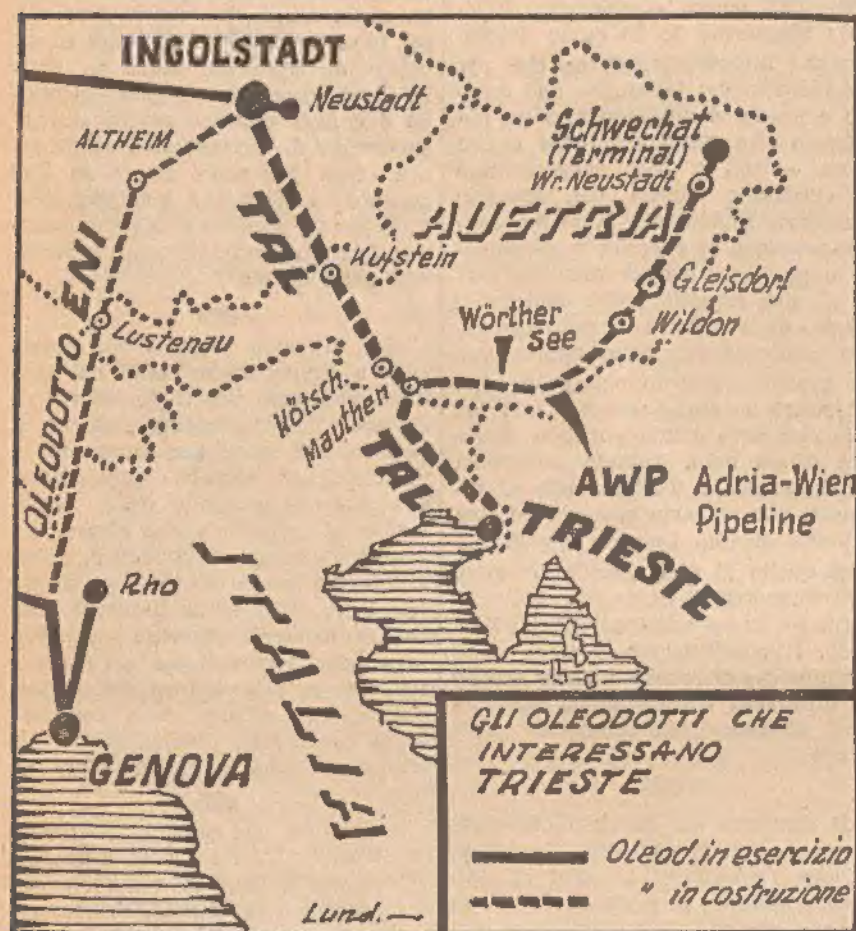 INGOLSTADT
Neustadt
ALTHEIM
Schwechat
(Terminal)
Wr. Neustadt
AUSTRIA
TAL
Kufstein
OLEODOTTO ENI
Lustenau
Gleisdorf
Wildon
Wörther
See
Kötsch.
Mauthen
TAL
AWP Adria-Wien
Pipeline
TRIESTE
Rho
ITALIA
GENOVA
GLI OLEODOTTI CHE
INTERESSANO
TRIESTE
Oleod. in esercizio
" in costruzione
Lund.